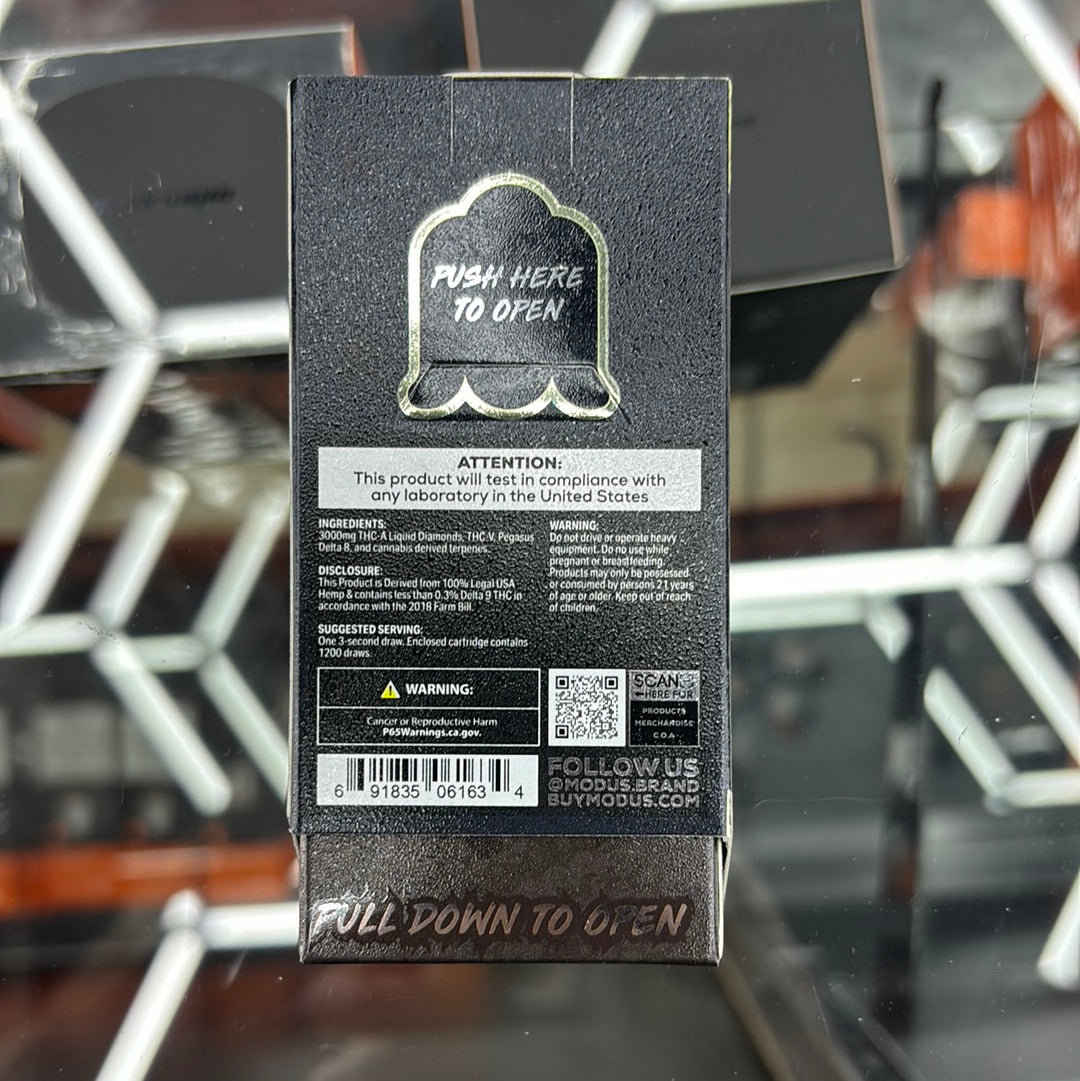 PUSH HERE
TO OPEN
ATTENTION:
This product will test in compliance with
any laboratory in the United States
INGREDIENTS:
3000mg THC-A Liquid Diamonds, THC-V, Pegasus
Delta 8, and cannabis derived terpenes.
DISCLOSURE:
This Product is Derived from 100% Legal USA
Hemp & contains less than 0.3% Delta 9 THC in
accordance with the 2018 Farm Bill.
SUGGESTED SERVING:
One 3-second draw. Enclosed cartridge contains
1200 draws.
WARNING:
Do not drive or operate heavy
equipment. Do no use while
pregnant or breastfeeding.
Products may only be possessed
or consumed by persons 21 years
of age or older. Keep out of reach
of children.
WARNING:
Cancer or Reproductive Harm
P65Warnings.ca.gov.
SCAN
HERE FOR
PRODUCTS
MERCHANDISE
C.O.A.
6 91835 06163 4
FOLLOW US
@MODUS.BRAND
BUYMODUS.COM
PULL DOWN TO OPEN